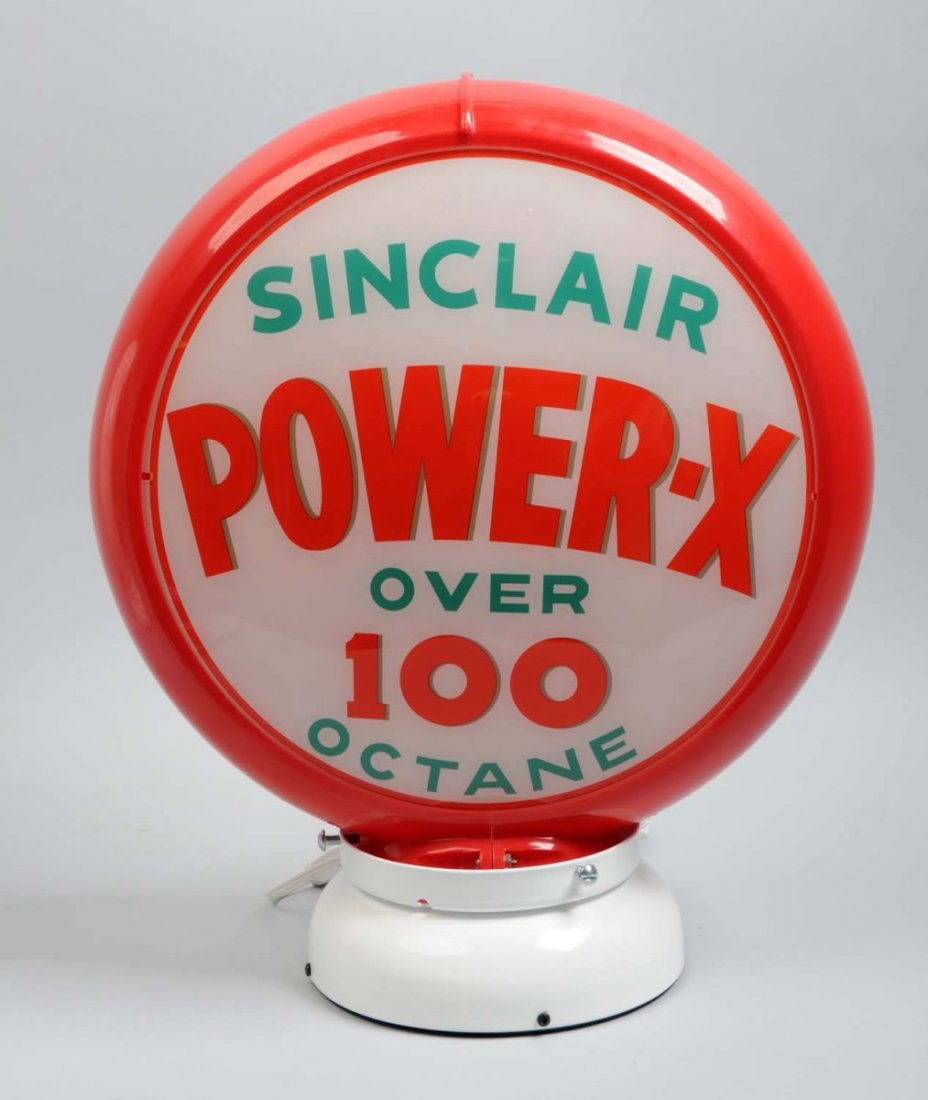 SINCLAIR
POWER-X
OVER
100
OCTANE